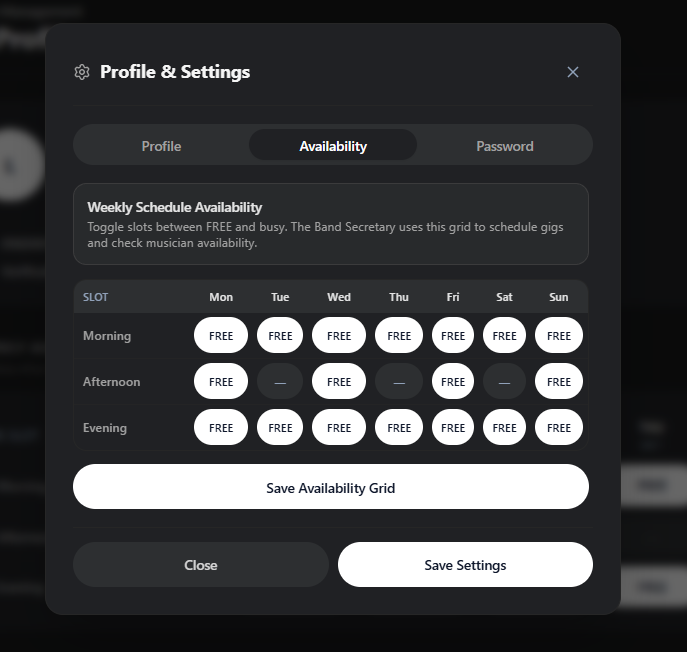 Profile & Settings
Profile Availability Password
Weekly Schedule Availability
Toggle slots between FREE and busy. The Band Secretary uses this grid to schedule gigs
and check musician availability.
SLOT Mon Tue Wed Thu Fri Sat Sun
Morning FREE FREE FREE FREE FREE FREE FREE
Afternoon FREE — FREE — FREE — FREE
Evening FREE FREE FREE FREE FREE FREE FREE
Save Availability Grid
Close Save Settings